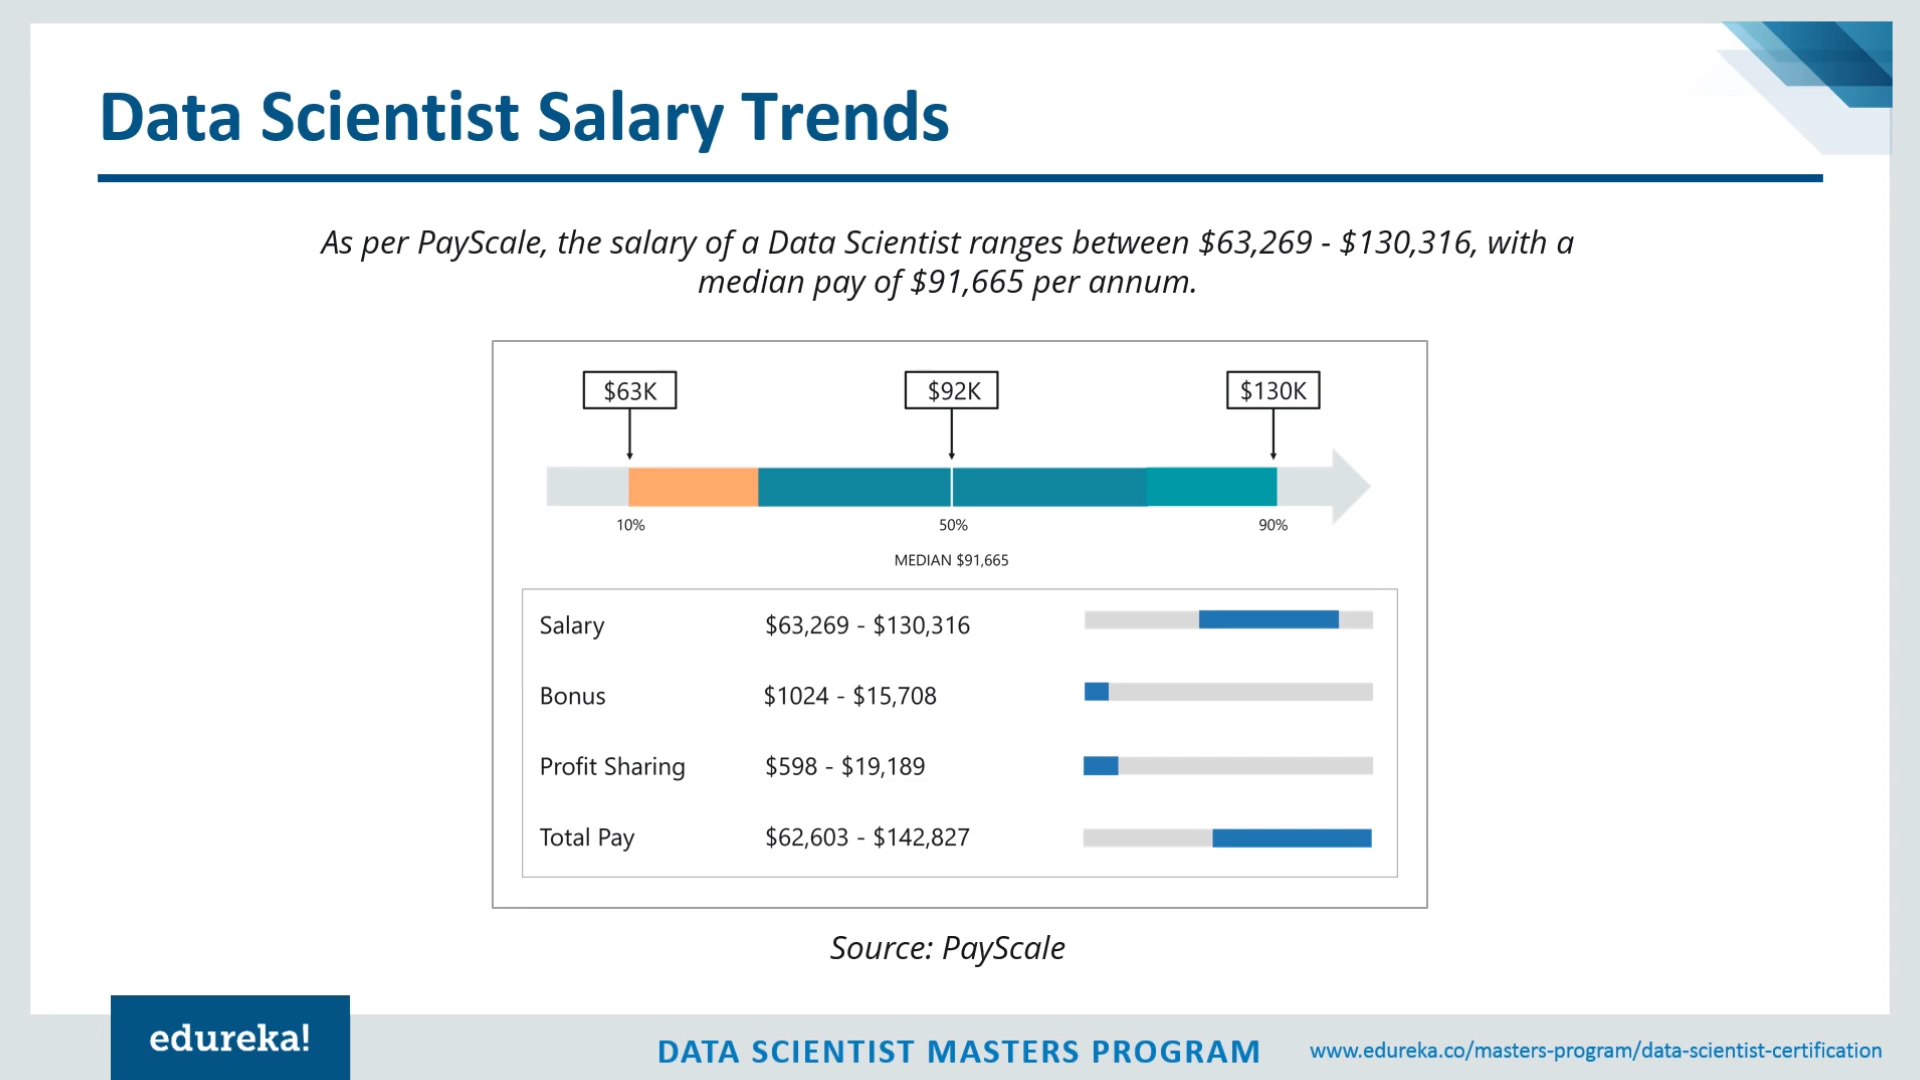 Data Scientist Salary Trends
As per PayScale, the salary of a Data Scientist ranges between $63,269 - $130,316, with a
median pay of $91,665 per annum.
$63K $92K $130K
10% 50% 90%
MEDIAN $91,665
Salary $63,269 - $130,316
Bonus $1024 - $15,708
Profit Sharing $598 - $19,189
Total Pay $62,603 - $142,827
Source: PayScale
edureka!
DATA SCIENTIST MASTERS PROGRAM
www.edureka.co/masters-program/data-scientist-certification